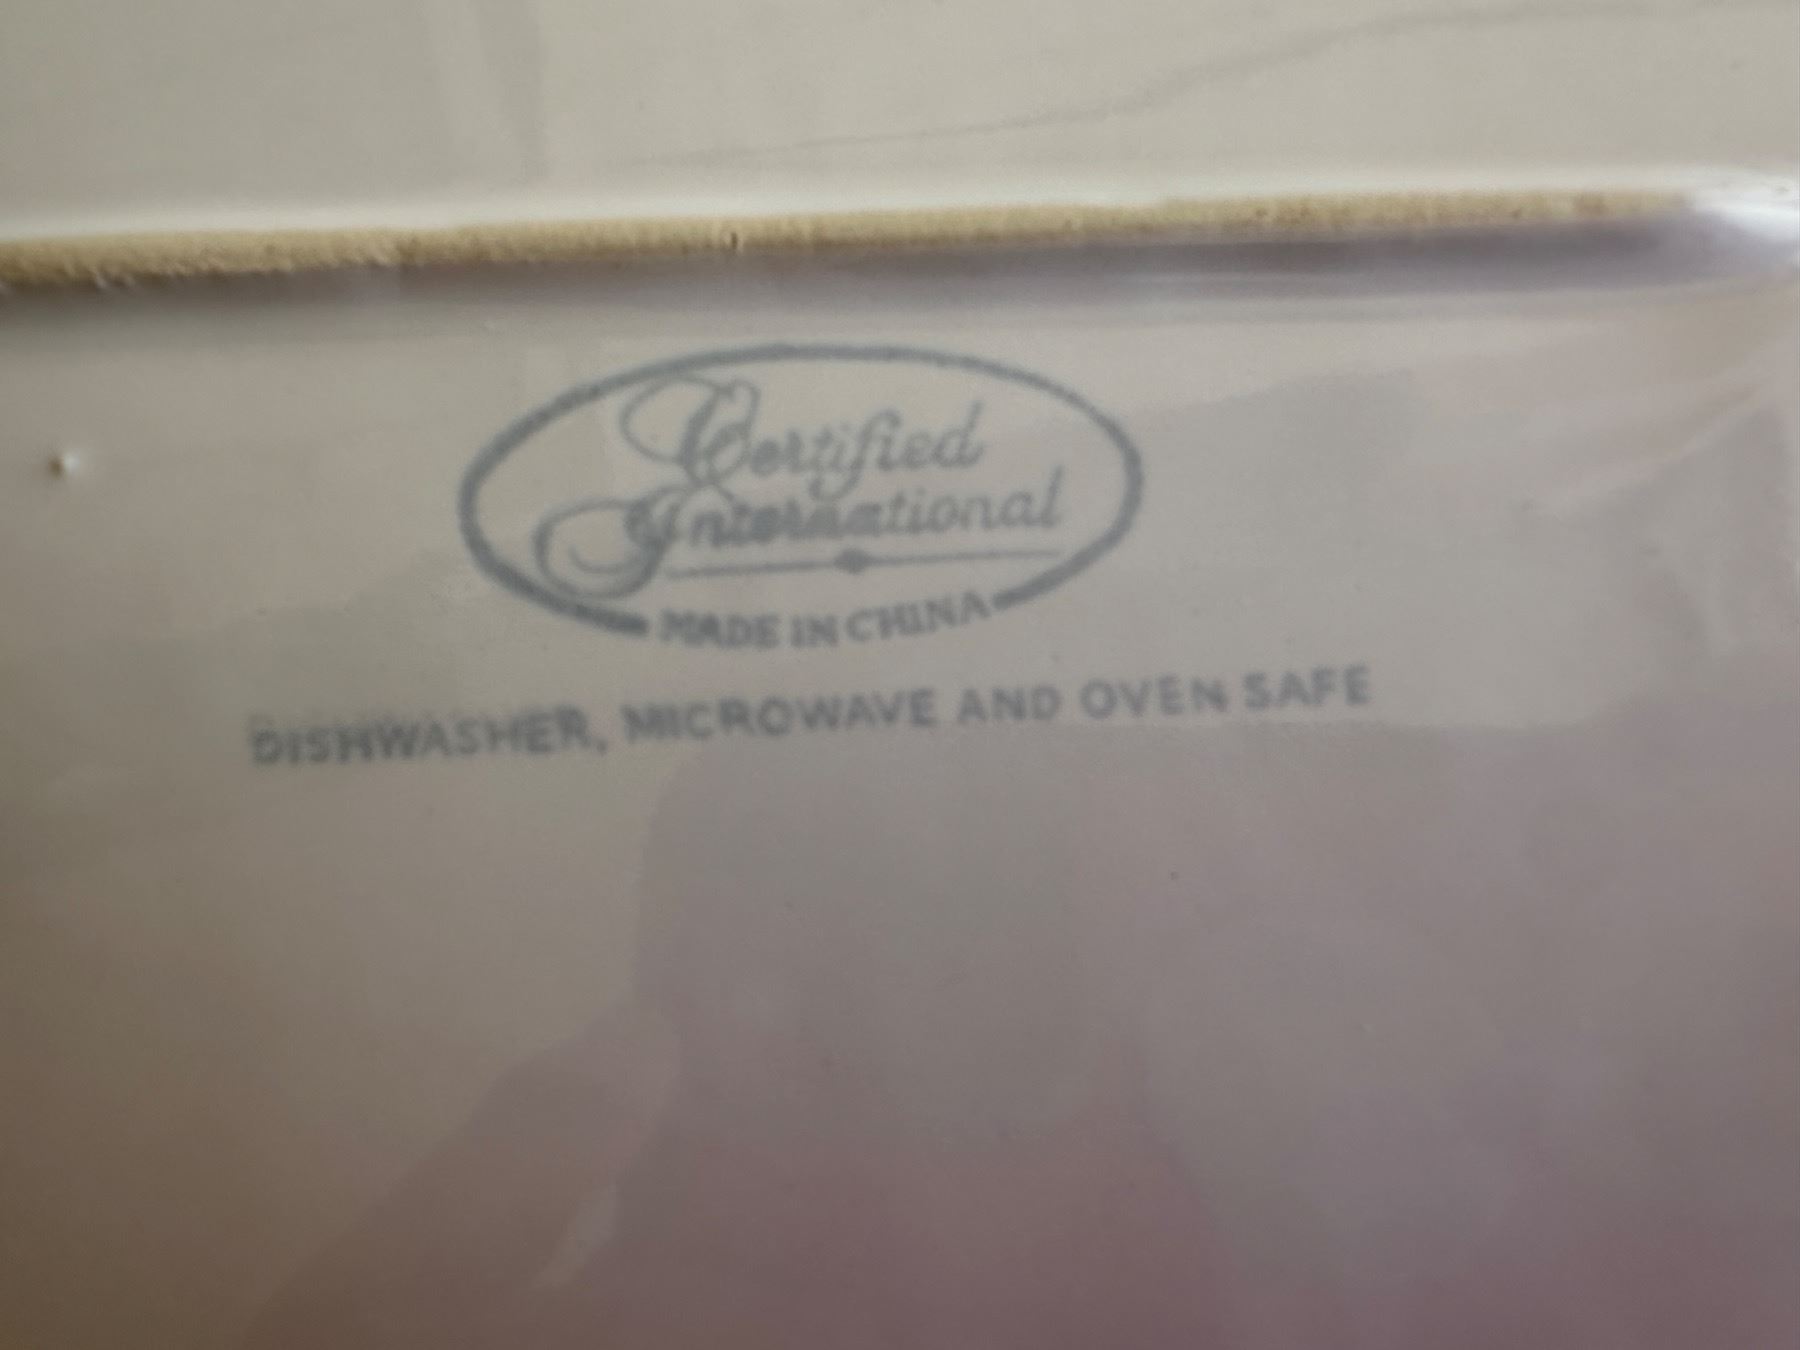 Certified
International
MADE IN CHINA
DISHWASHER, MICROWAVE AND OVEN SAFE